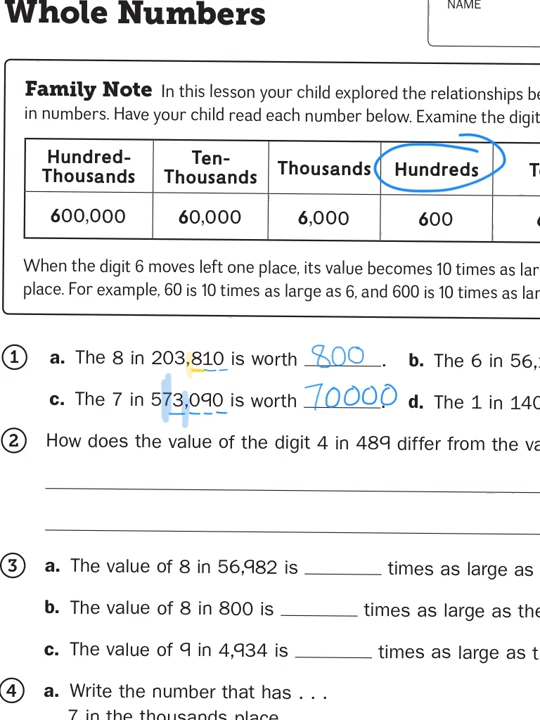 Whole Numbers
NAME
Family Note In this lesson your child explored the relationships
in numbers. Have your child read each number below. Examine the
Hundred-Thousands Ten-Thousands Thousands Hundreds
600,000 60,000 6,000 600
When the digit 6 moves left one place, its value becomes 10 times as
place. For example, 60 is 10 times as large as 6, and 600 is 10 times as
1 a. The 8 in 203,810 is worth 800. b. The 6 in 56,
c. The 7 in 573,090 is worth 70000. d. The 1 in 140
2 How does the value of the digit 4 in 489 differ from the
3 a. The value of 8 in 56,982 is ____ times as large as
b. The value of 8 in 800 is ____ times as large as the
c. The value of 9 in 4,934 is ____ times as large as
4 a. Write the number that has . . .
7 in the thousands place